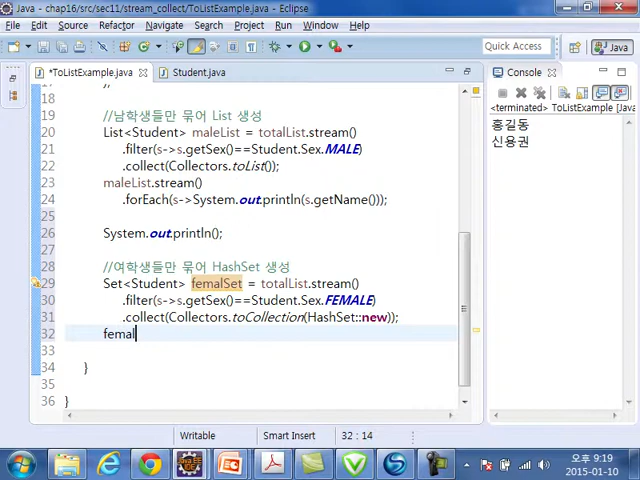 Java - chap16/src/sec11/stream_collect/ToListExample.java - Eclipse
File Edit Source Refactor Navigate Search Project Run Window Help
Quick Access
Java
*ToListExample.java
Student.java
17 }
18
19 //남학생들만 묶어 List 생성
20 List<Student> maleList = totalList.stream()
21 .filter(s->s.getSex()==Student.Sex.MALE)
22 .collect(Collectors.toList());
23 maleList.stream()
24 .forEach(s->System.out.println(s.getName()));
25
26 System.out.println();
27
28 //여학생들만 묶어 HashSet 생성
29 Set<Student> femalSet = totalList.stream()
30 .filter(s->s.getSex()==Student.Sex.FEMALE)
31 .collect(Collectors.toCollection(HashSet::new));
32 femal
33
34 }
35
36 }
Console
<terminated> ToListExample [J
홍길동
신용권
Writable Smart Insert 32 : 14
오후 9:19
2015-01-10